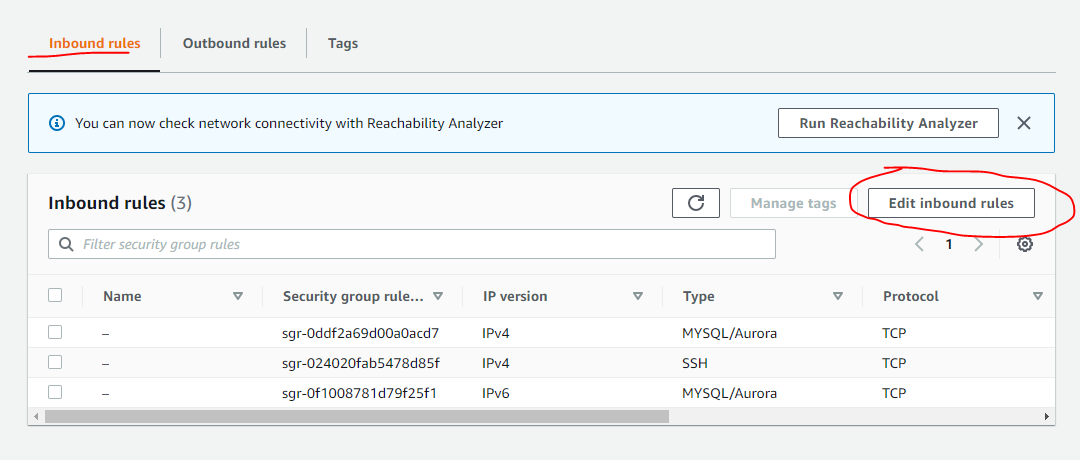 Inbound rules Outbound rules Tags
You can now check network connectivity with Reachability Analyzer Run Reachability Analyzer
Inbound rules (3) Manage tags Edit inbound rules
Filter security group rules 1
Name Security group rule... IP version Type Protocol
– sgr-0ddf2a69d00a0acd7 IPv4 MYSQL/Aurora TCP
– sgr-024020fab5478d85f IPv4 SSH TCP
– sgr-0f1008781d79f25f1 IPv6 MYSQL/Aurora TCP